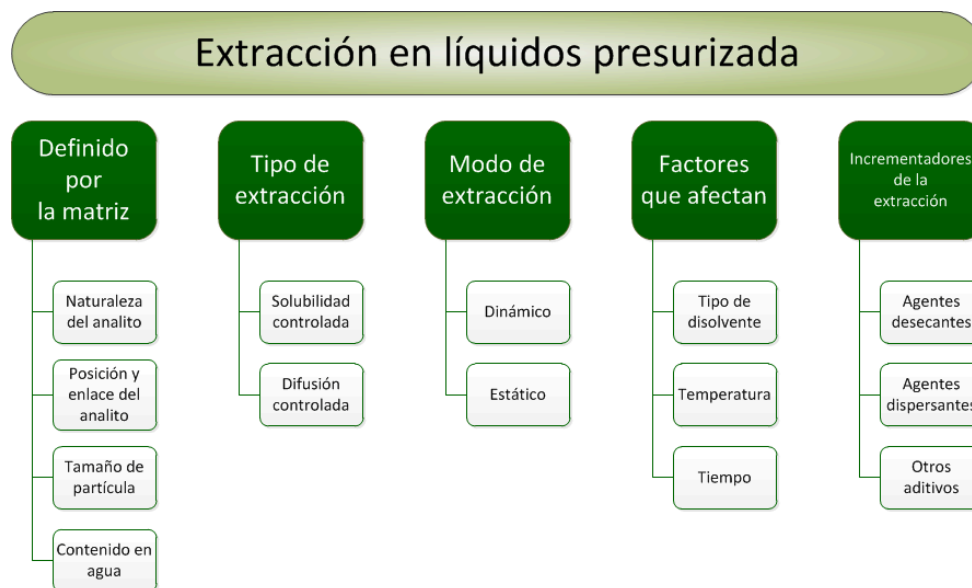 Extracción en líquidos presurizada
Definido
por
la matriz
Naturaleza
del analito
Posición y
enlace del
analito
Tamaño de
partícula
Contenido en
agua
Tipo de
extracción
Solubilidad
controlada
Difusión
controlada
Modo de
extracción
Dinámico
Estático
Factores
que afectan
Tipo de
disolvente
Temperatura
Tiempo
Incrementadores
de la
extracción
Agentes
desecantes
Agentes
dispersantes
Otros
aditivos